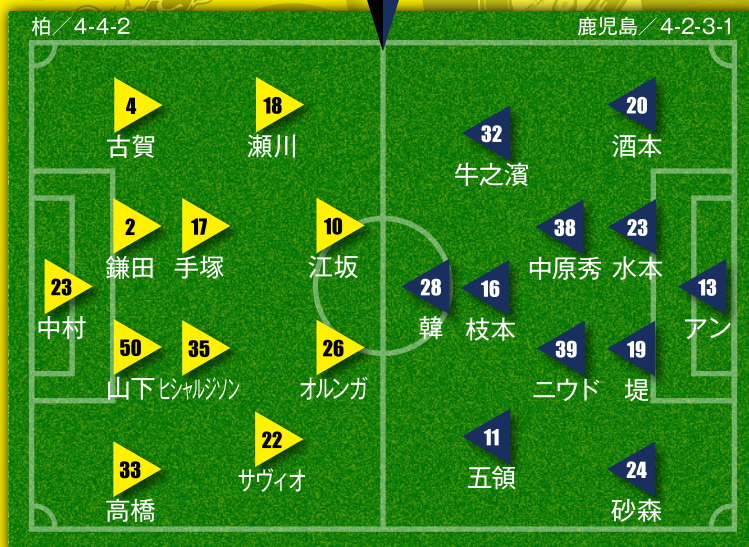 柏／4-4-2
鹿児島／4-2-3-1
4
古賀
18
瀬川
2
鎌田
17
手塚
10
江坂
23
中村
50
山下
35
ヒシャルジソン
26
オルンガ
22
サヴィオ
33
高橋
32
牛之濱
20
酒本
38
中原秀
23
水本
28
韓
16
枝本
13
アン
39
ニウド
19
堤
11
五領
24
砂森